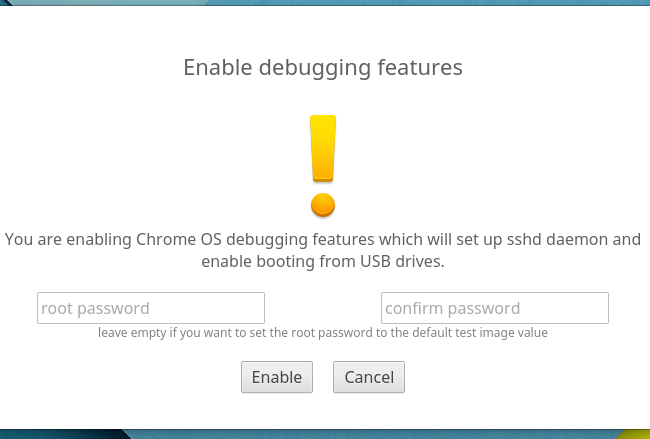 Enable debugging features
You are enabling Chrome OS debugging features which will set up sshd daemon and
enable booting from USB drives.
root password
confirm password
leave empty if you want to set the root password to the default test image value
Enable
Cancel